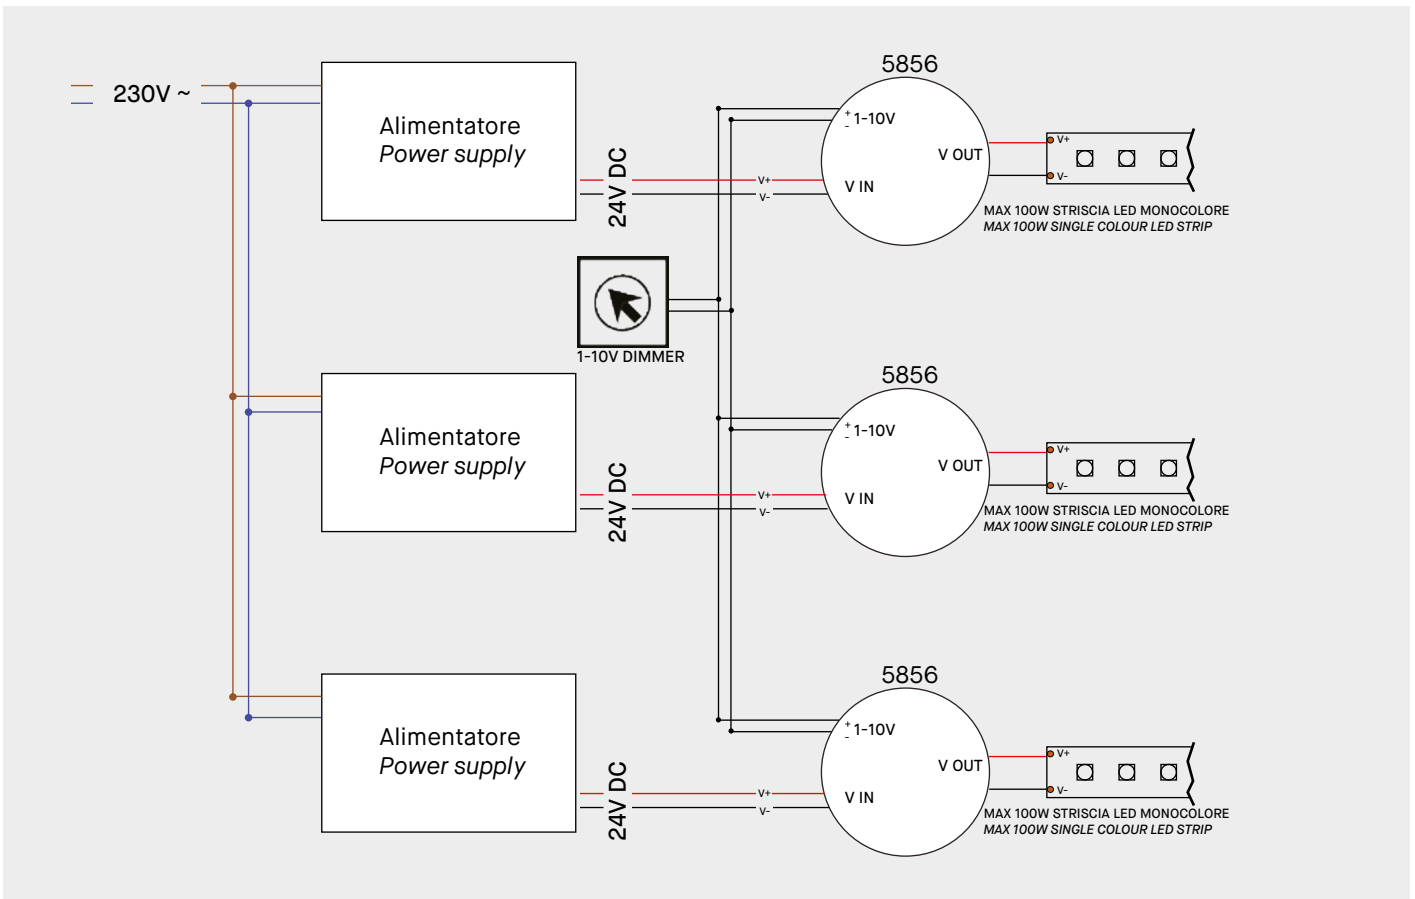 230V ~
Alimentatore
Power supply
24V DC
V+
V-
5856
+ 1-10V
-
V OUT
V IN
V+
V-
MAX 100W STRISCIA LED MONOCOLORE
MAX 100W SINGLE COLOUR LED STRIP
1-10V DIMMER
Alimentatore
Power supply
24V DC
V+
V-
5856
+ 1-10V
-
V OUT
V IN
V+
V-
MAX 100W STRISCIA LED MONOCOLORE
MAX 100W SINGLE COLOUR LED STRIP
Alimentatore
Power supply
24V DC
V+
V-
5856
+ 1-10V
-
V OUT
V IN
V+
V-
MAX 100W STRISCIA LED MONOCOLORE
MAX 100W SINGLE COLOUR LED STRIP